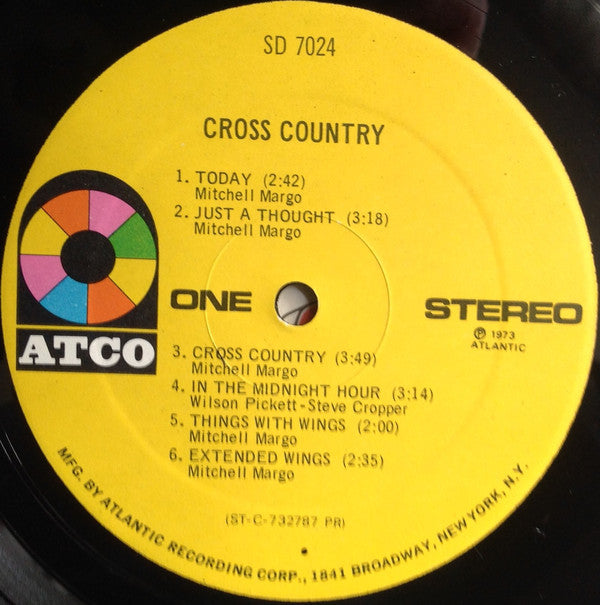 SD 7024
CROSS COUNTRY
1. TODAY (2:42)
Mitchell Margo
2. JUST A THOUGHT (3:18)
Mitchell Margo
ATCO
ONE
STEREO
℗ 1973
ATLANTIC
3. CROSS COUNTRY (3:49)
Mitchell Margo
4. IN THE MIDNIGHT HOUR (3:14)
Wilson Pickett-Steve Cropper
5. THINGS WITH WINGS (2:00)
Mitchell Margo
6. EXTENDED WINGS (2:35)
Mitchell Margo
(ST-C-732787 PR)
MFG. BY ATLANTIC RECORDING CORP., 1841 BROADWAY, NEW YORK, N.Y.